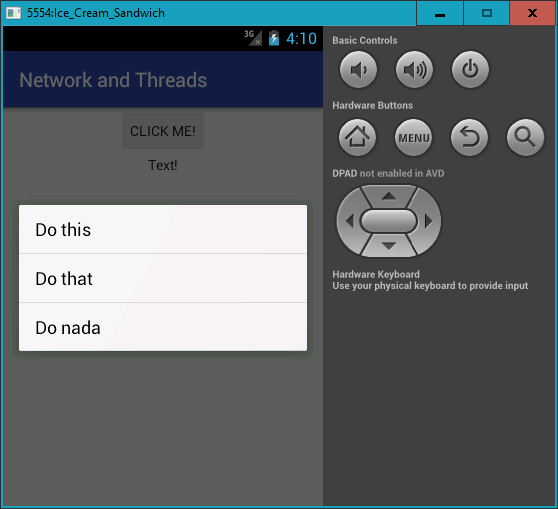 5554:Ice_Cream_Sandwich
3G 4:10
Network and Threads
CLICK ME!
Text!
Do this
Do that
Do nada
Basic Controls
Hardware Buttons
MENU
DPAD not enabled in AVD
Hardware Keyboard
Use your physical keyboard to provide input